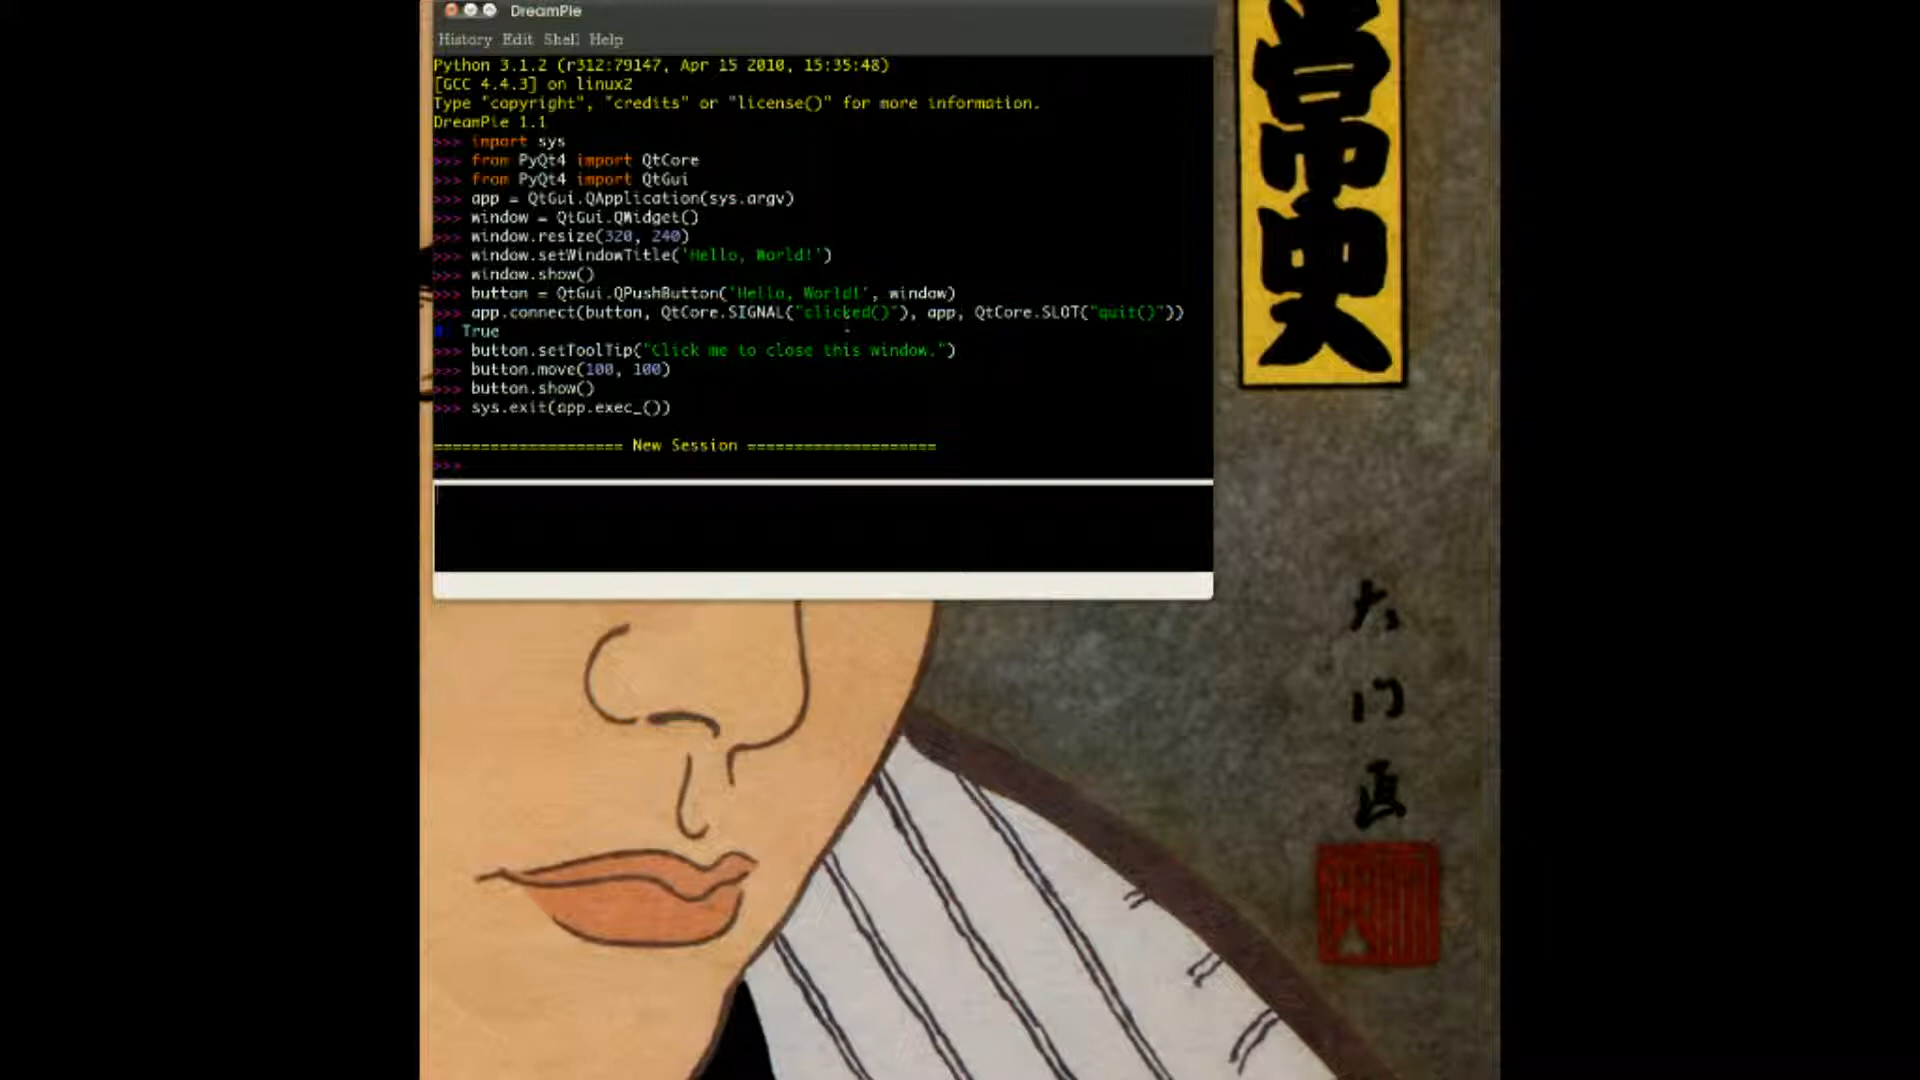 DreamPie
History Edit Shell Help
Python 3.1.2 (r312:79147, Apr 15 2010, 15:35:48)
[GCC 4.4.3] on linux2
Type "copyright", "credits" or "license()" for more information.
DreamPie 1.1
>>> import sys
>>> from PyQt4 import QtCore
>>> from PyQt4 import QtGui
>>> app = QtGui.QApplication(sys.argv)
>>> window = QtGui.QWidget()
>>> window.resize(320, 240)
>>> window.setWindowTitle('Hello, World!')
>>> window.show()
>>> button = QtGui.QPushButton('Hello, World!', window)
>>> app.connect(button, QtCore.SIGNAL("clicked()"), app, QtCore.SLOT("quit()"))
True
>>> button.setToolTip("Click me to close this window.")
>>> button.move(100, 100)
>>> button.show()
>>> sys.exit(app.exec_())
==================== New Session ====================
>>>
常
史
大
门
画